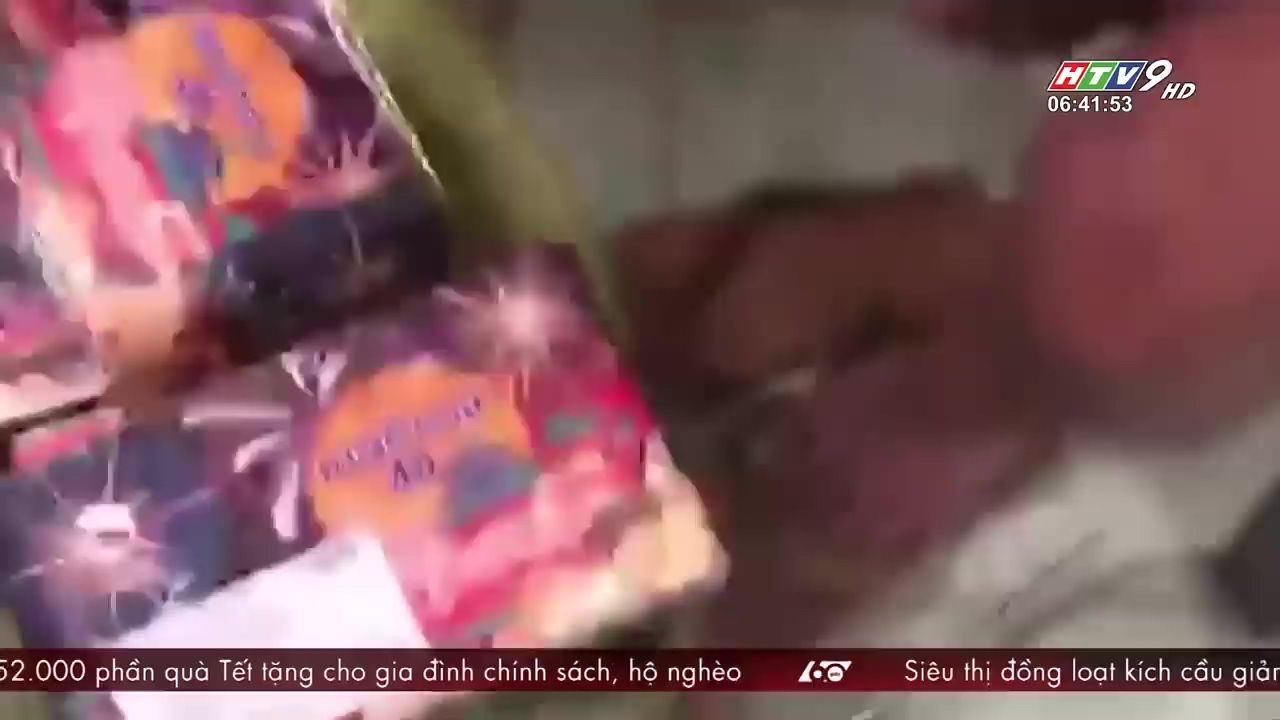 HTV9 HD
06:41:53
52.000 phần quà Tết tặng cho gia đình chính sách, hộ nghèo
Siêu thị đồng loạt kích cầu giản